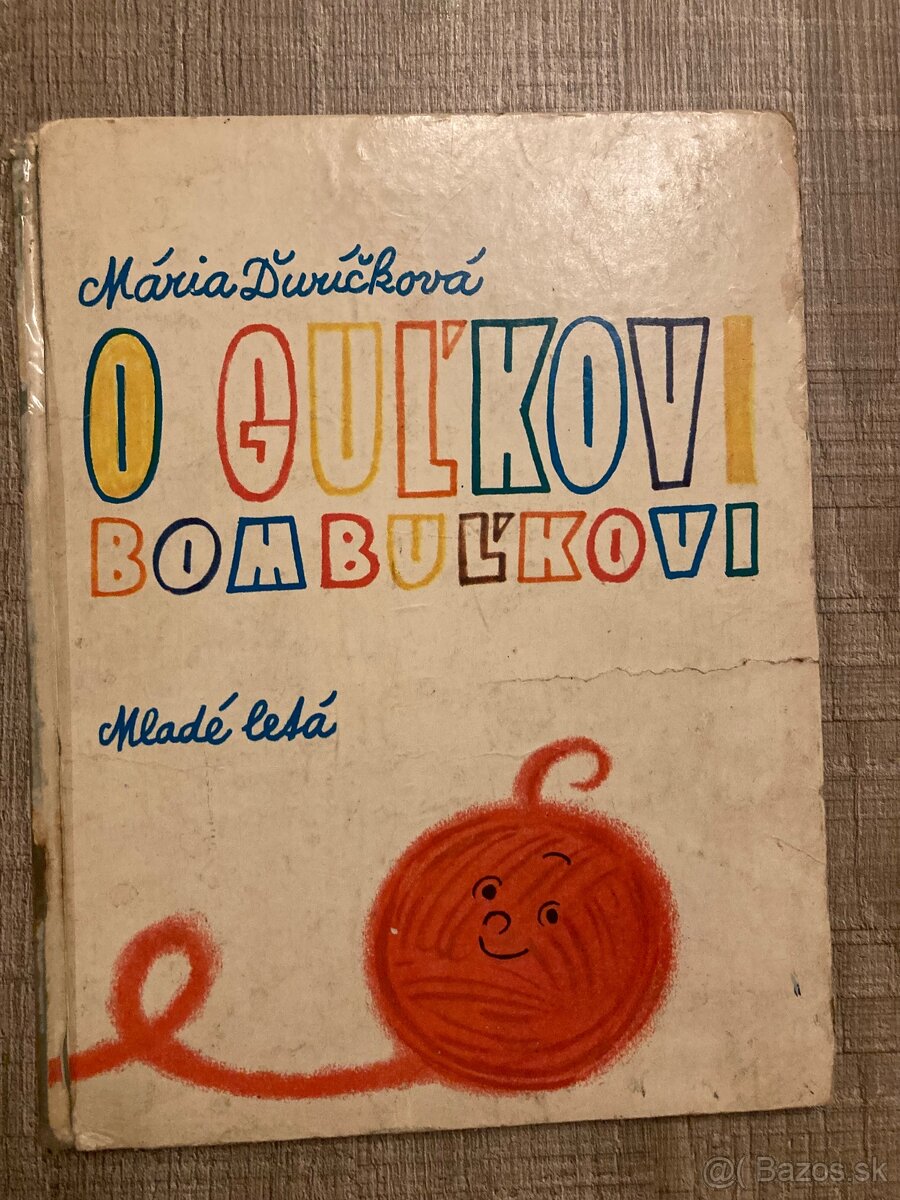 Mária Ďuríčková
O GUĽKOVI
BOMBUĽKOVI
Mladé letá
@( Bazos.sk